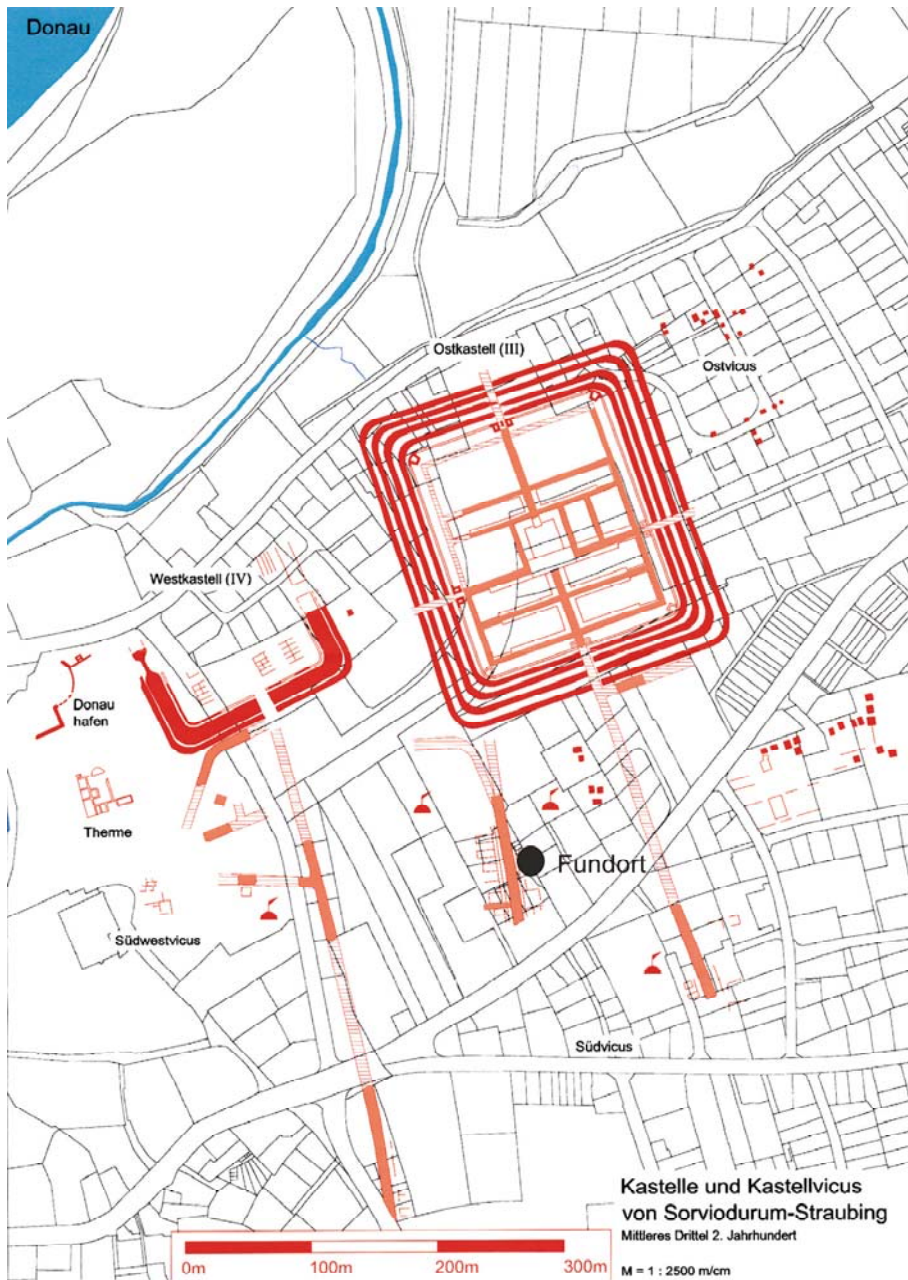 Donau
Ostkastell (III)
Ostvicus
Westkastell (IV)
Donau
hafen
Therme
Fundort
Südwestvicus
Südvicus
Kastelle und Kastellvicus
von Sorviodurum-Straubing
Mittleres Drittel 2. Jahrhundert
0m 100m 200m 300m
M = 1 : 2500 m/cm